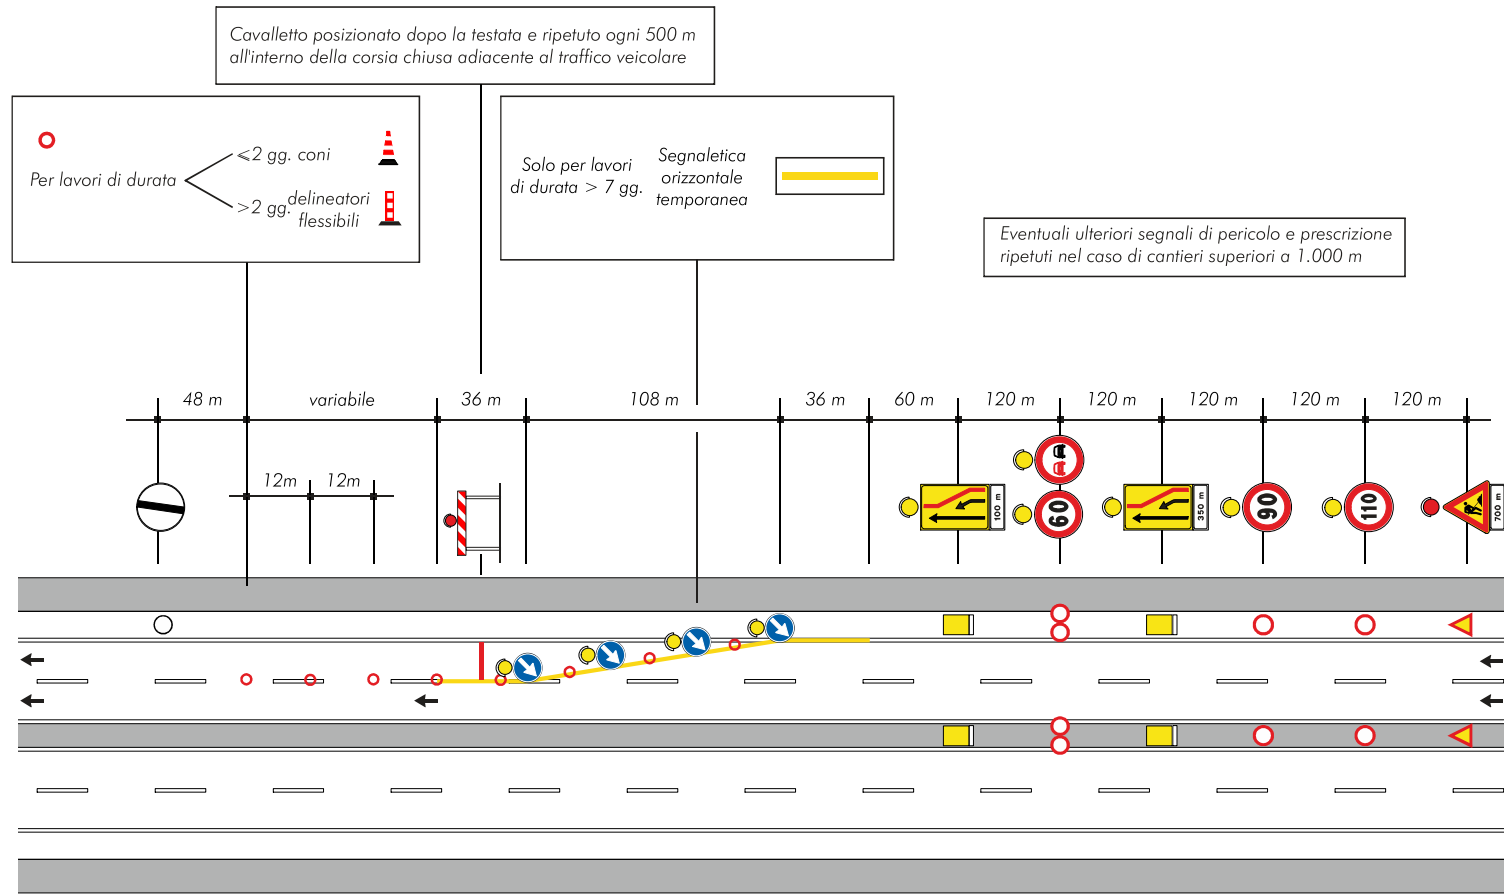 Cavalletto posizionato dopo la testata e ripetuto ogni 500 m
all'interno della corsia chiusa adiacente al traffico veicolare
Per lavori di durata
≤2 gg. coni
>2 gg. delineatori
flessibili
Solo per lavori
di durata > 7 gg.
Segnaletica
orizzontale
temporanea
Eventuali ulteriori segnali di pericolo e prescrizione
ripetuti nel caso di cantieri superiori a 1.000 m
48 m
variabile
36 m
108 m
36 m
60 m
120 m
120 m
120 m
120 m
120 m
12m
12m
100 m
60
350 m
90
110
700 m